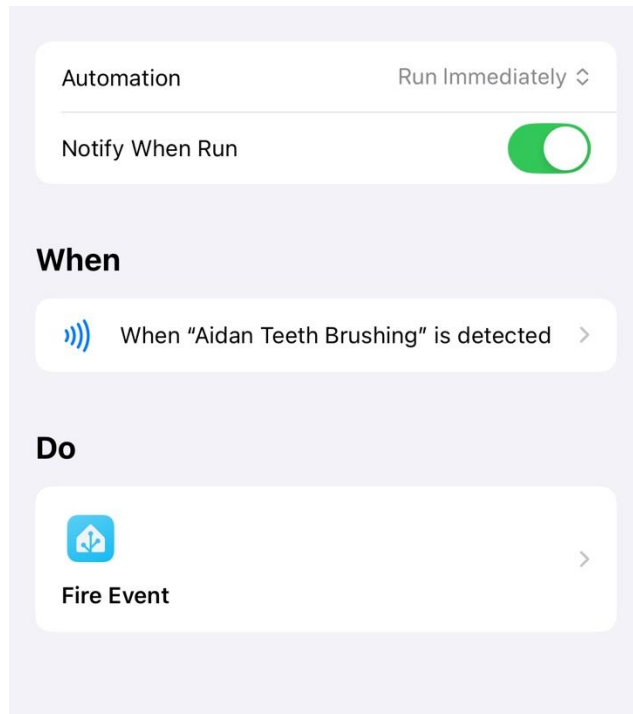 Automation
Run Immediately
Notify When Run
When
When “Aidan Teeth Brushing” is detected
Do
Fire Event